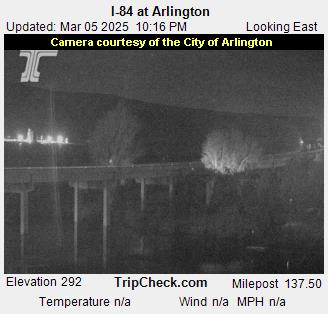 I-84 at Arlington
Updated: Mar 05 2025 10:16 PM Looking East
Camera courtesy of the City of Arlington
Elevation 292 TripCheck.com Milepost 137.50
Temperature n/a Wind n/a MPH n/a